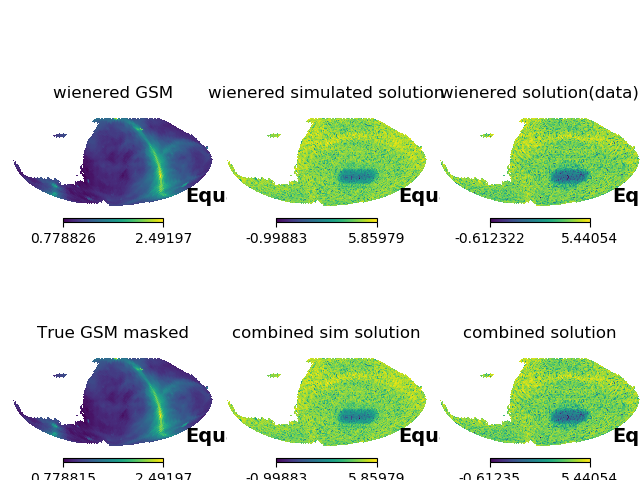 wienered GSM wienered simulated solution wienered solution(data)
Equ Equ Eq
0.778826 2.49197 -0.99883 5.85979 -0.612322 5.44054
True GSM masked combined sim solution combined solution
Equ Equ Eq
0.778815 2.49197 -0.99883 5.85979 -0.61235 5.44054